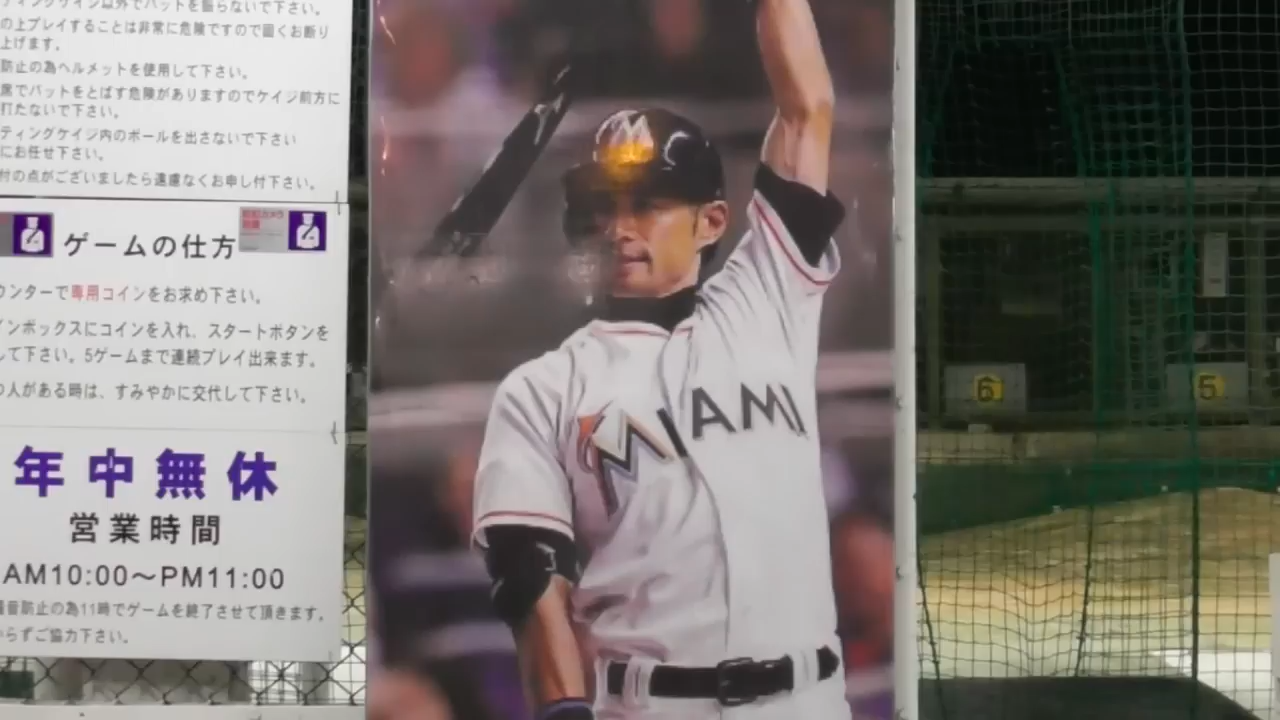 ティングケイジ以外でバットを振らないで下さい。
の上プレイすることは非常に危険ですので固くお断り
上げます。
防止の為ヘルメットを使用して下さい。
席でバットをとばす危険がありますのでケイジ前方に
打たないで下さい。
ティングケイジ内のボールを出さないで下さい
にお任せ下さい。
付の点がございましたら遠慮なくお申し付下さい。
ゲームの仕方
ウンターで専用コインをお求め下さい。
インボックスにコインを入れ、スタートボタンを
して下さい。5ゲームまで連続プレイ出来ます。
の人がある時は、すみやかに交代して下さい。
年中無休
営業時間
AM10:00〜PM11:00
騒音防止の為11時でゲームを終了させて頂きます。
からずご協力下さい。
MIAMI
6
5